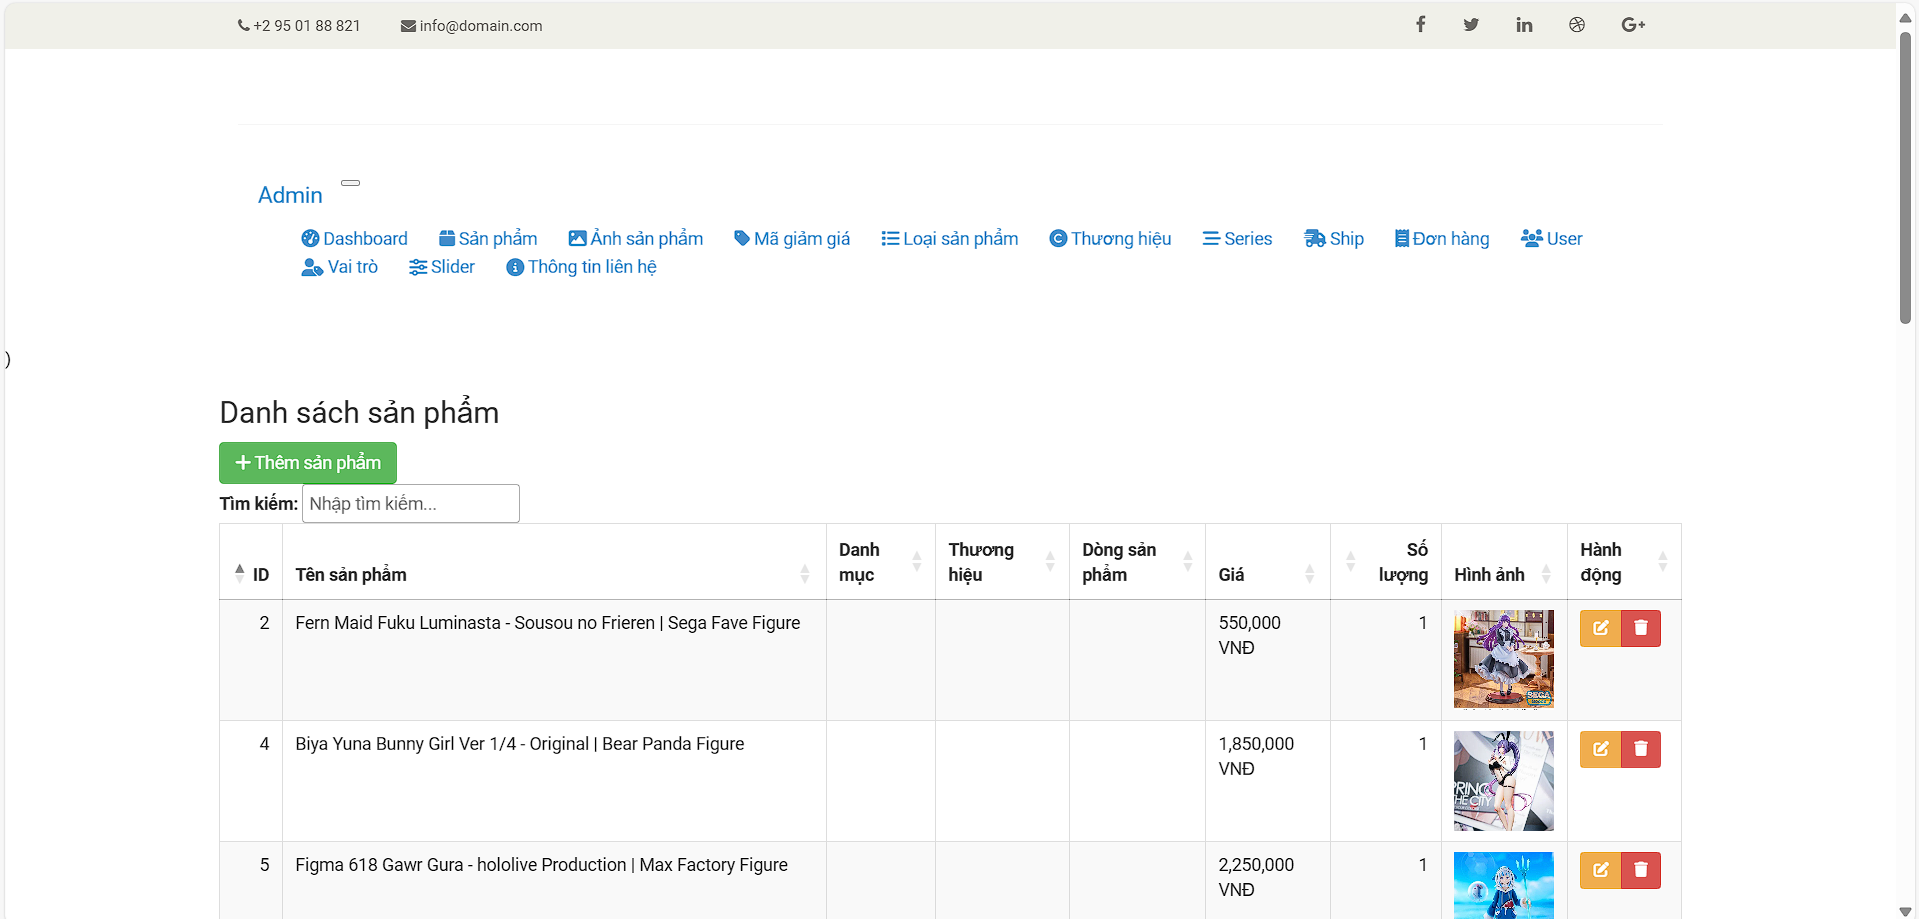 +2 95 01 88 821 info@domain.com
Admin
Dashboard Sản phẩm Ảnh sản phẩm Mã giảm giá Loại sản phẩm Thương hiệu Series Ship Đơn hàng User
Vai trò Slider Thông tin liên hệ
)
Danh sách sản phẩm
Thêm sản phẩm
Tìm kiếm: Nhập tìm kiếm...
ID Tên sản phẩm Danh mục Thương hiệu Dòng sản phẩm Giá Số lượng Hình ảnh Hành động
2 Fern Maid Fuku Luminasta - Sousou no Frieren | Sega Fave Figure 550,000 VNĐ 1
SEGA
4 Biya Yuna Bunny Girl Ver 1/4 - Original | Bear Panda Figure 1,850,000 VNĐ 1
5 Figma 618 Gawr Gura - hololive Production | Max Factory Figure 2,250,000 VNĐ 1